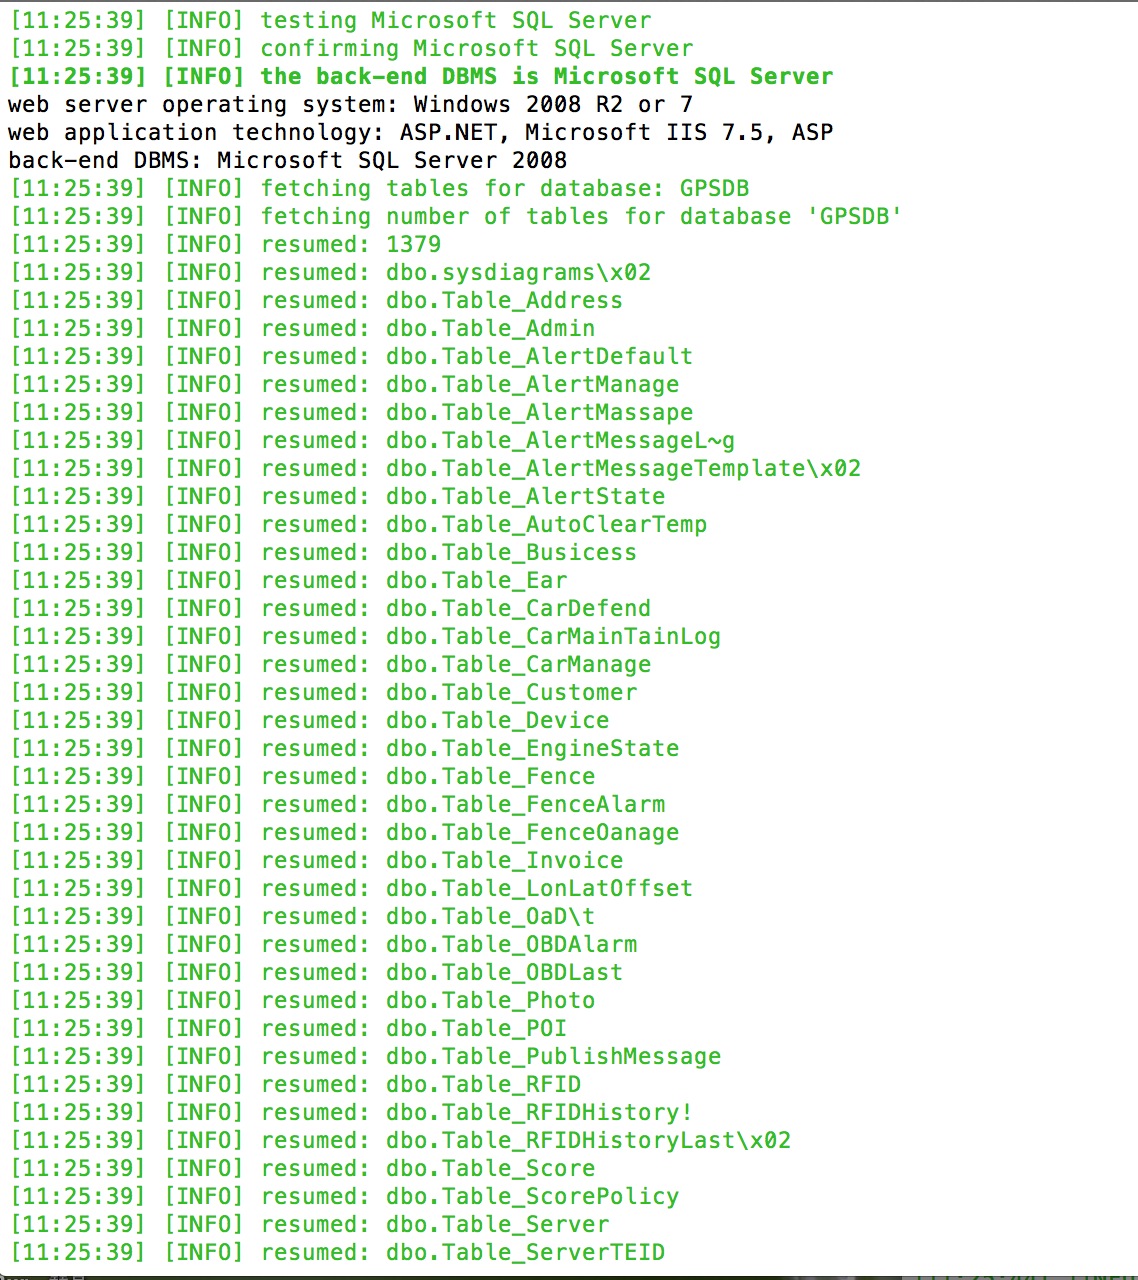 [11:25:39] [INFO] testing Microsoft SQL Server
[11:25:39] [INFO] confirming Microsoft SQL Server
[11:25:39] [INFO] the back-end DBMS is Microsoft SQL Server
web server operating system: Windows 2008 R2 or 7
web application technology: ASP.NET, Microsoft IIS 7.5, ASP
back-end DBMS: Microsoft SQL Server 2008
[11:25:39] [INFO] fetching tables for database: GPSDB
[11:25:39] [INFO] fetching number of tables for database 'GPSDB'
[11:25:39] [INFO] resumed: 1379
[11:25:39] [INFO] resumed: dbo.sysdiagrams\x02
[11:25:39] [INFO] resumed: dbo.Table_Address
[11:25:39] [INFO] resumed: dbo.Table_Admin
[11:25:39] [INFO] resumed: dbo.Table_AlertDefault
[11:25:39] [INFO] resumed: dbo.Table_AlertManage
[11:25:39] [INFO] resumed: dbo.Table_AlertMassape
[11:25:39] [INFO] resumed: dbo.Table_AlertMessageL~g
[11:25:39] [INFO] resumed: dbo.Table_AlertMessageTemplate\x02
[11:25:39] [INFO] resumed: dbo.Table_AlertState
[11:25:39] [INFO] resumed: dbo.Table_AutoClearTemp
[11:25:39] [INFO] resumed: dbo.Table_Busicess
[11:25:39] [INFO] resumed: dbo.Table_Ear
[11:25:39] [INFO] resumed: dbo.Table_CarDefend
[11:25:39] [INFO] resumed: dbo.Table_CarMainTainLog
[11:25:39] [INFO] resumed: dbo.Table_CarManage
[11:25:39] [INFO] resumed: dbo.Table_Customer
[11:25:39] [INFO] resumed: dbo.Table_Device
[11:25:39] [INFO] resumed: dbo.Table_EngineState
[11:25:39] [INFO] resumed: dbo.Table_Fence
[11:25:39] [INFO] resumed: dbo.Table_FenceAlarm
[11:25:39] [INFO] resumed: dbo.Table_FenceOanage
[11:25:39] [INFO] resumed: dbo.Table_Invoice
[11:25:39] [INFO] resumed: dbo.Table_LonLatOffset
[11:25:39] [INFO] resumed: dbo.Table_OaD\t
[11:25:39] [INFO] resumed: dbo.Table_OBDAlarm
[11:25:39] [INFO] resumed: dbo.Table_OBDLast
[11:25:39] [INFO] resumed: dbo.Table_Photo
[11:25:39] [INFO] resumed: dbo.Table_POI
[11:25:39] [INFO] resumed: dbo.Table_PublishMessage
[11:25:39] [INFO] resumed: dbo.Table_RFID
[11:25:39] [INFO] resumed: dbo.Table_RFIDHistory!
[11:25:39] [INFO] resumed: dbo.Table_RFIDHistoryLast\x02
[11:25:39] [INFO] resumed: dbo.Table_Score
[11:25:39] [INFO] resumed: dbo.Table_ScorePolicy
[11:25:39] [INFO] resumed: dbo.Table_Server
[11:25:39] [INFO] resumed: dbo.Table_ServerTEID